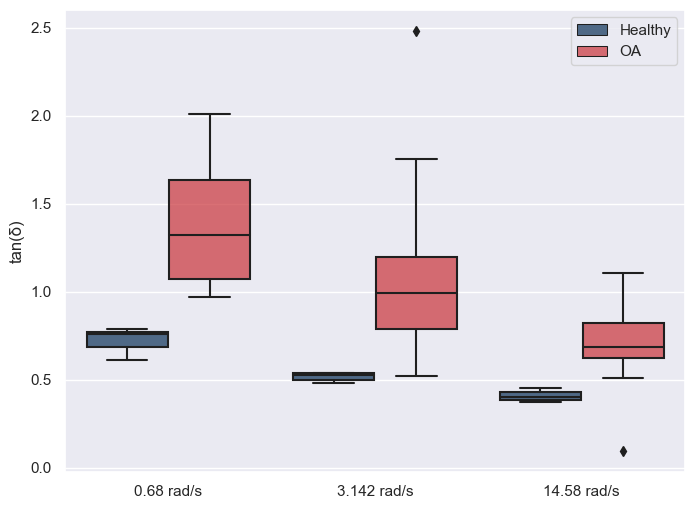 Healthy
OA
tan(δ)
2.5
2.0
1.5
1.0
0.5
0.0
0.68 rad/s
3.142 rad/s
14.58 rad/s